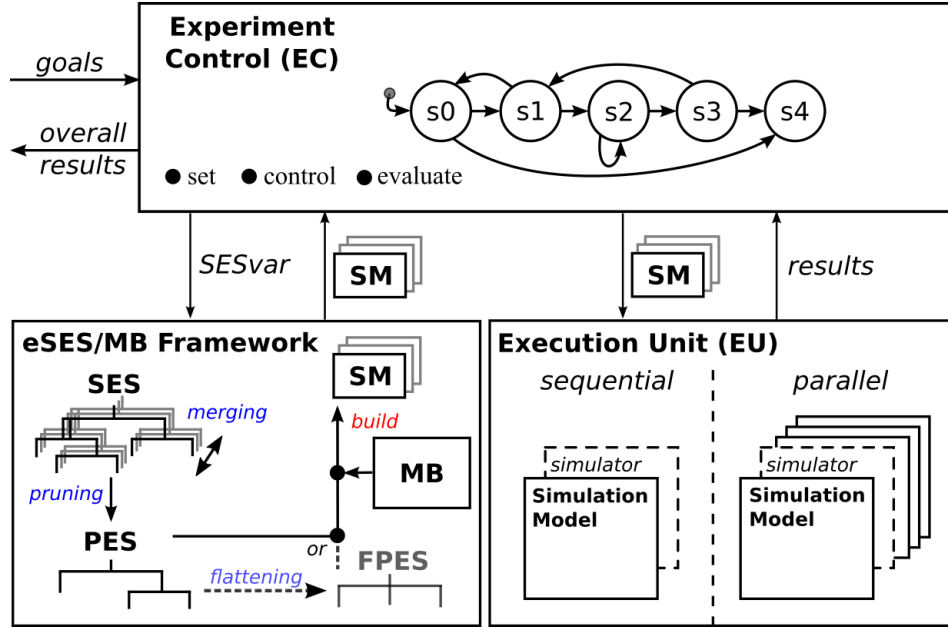 Experiment
Control (EC)
goals
s0 s1 s2 s3 s4
overall
results
set control evaluate
SESvar
SM
SM
results
eSES/MB Framework
SM
SES
merging
build
MB
pruning
PES
or
FPES
flattening
Execution Unit (EU)
sequential
parallel
simulator
Simulation
Model
simulator
Simulation
Model